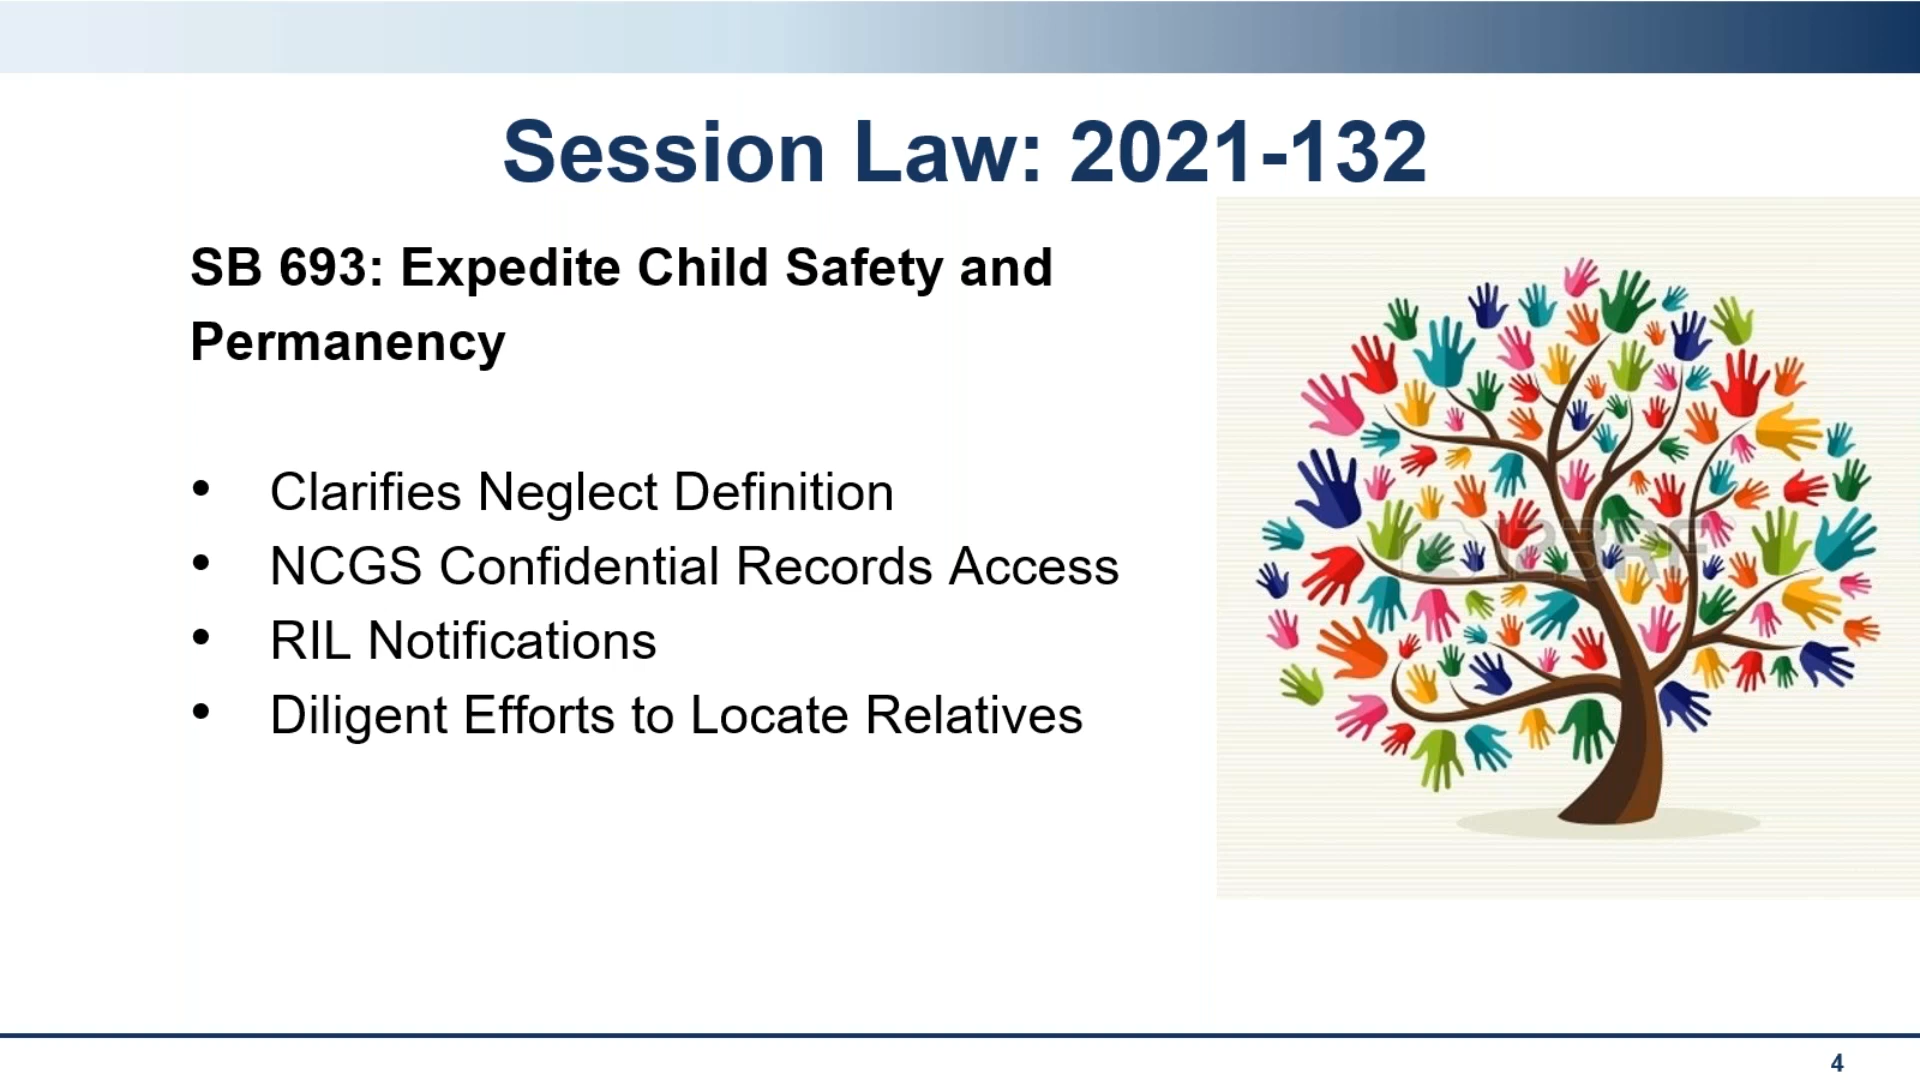 Session Law: 2021-132
SB 693: Expedite Child Safety and
Permanency
• Clarifies Neglect Definition
• NCGS Confidential Records Access
• RIL Notifications
• Diligent Efforts to Locate Relatives
123RF
4